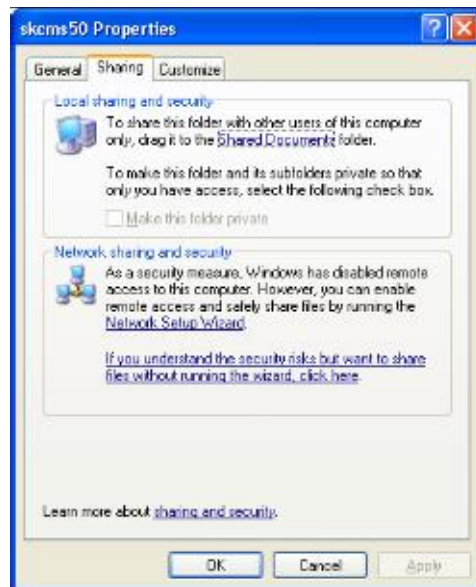 skcms50 Properties
General Sharing Customize
Local sharing and security
To share this folder with other users of this computer
only, drag it to the Shared Documents folder.
To make this folder and its subfolders private so that
only you have access, select the following check box.
Make this folder private
Network sharing and security
As a security measure, Windows has disabled remote
access to this computer. However, you can enable
remote access and safely share files by running the
Network Setup Wizard.
If you understand the security risks but want to share
files without running the wizard, click here.
Learn more about sharing and security.
OK Cancel Apply